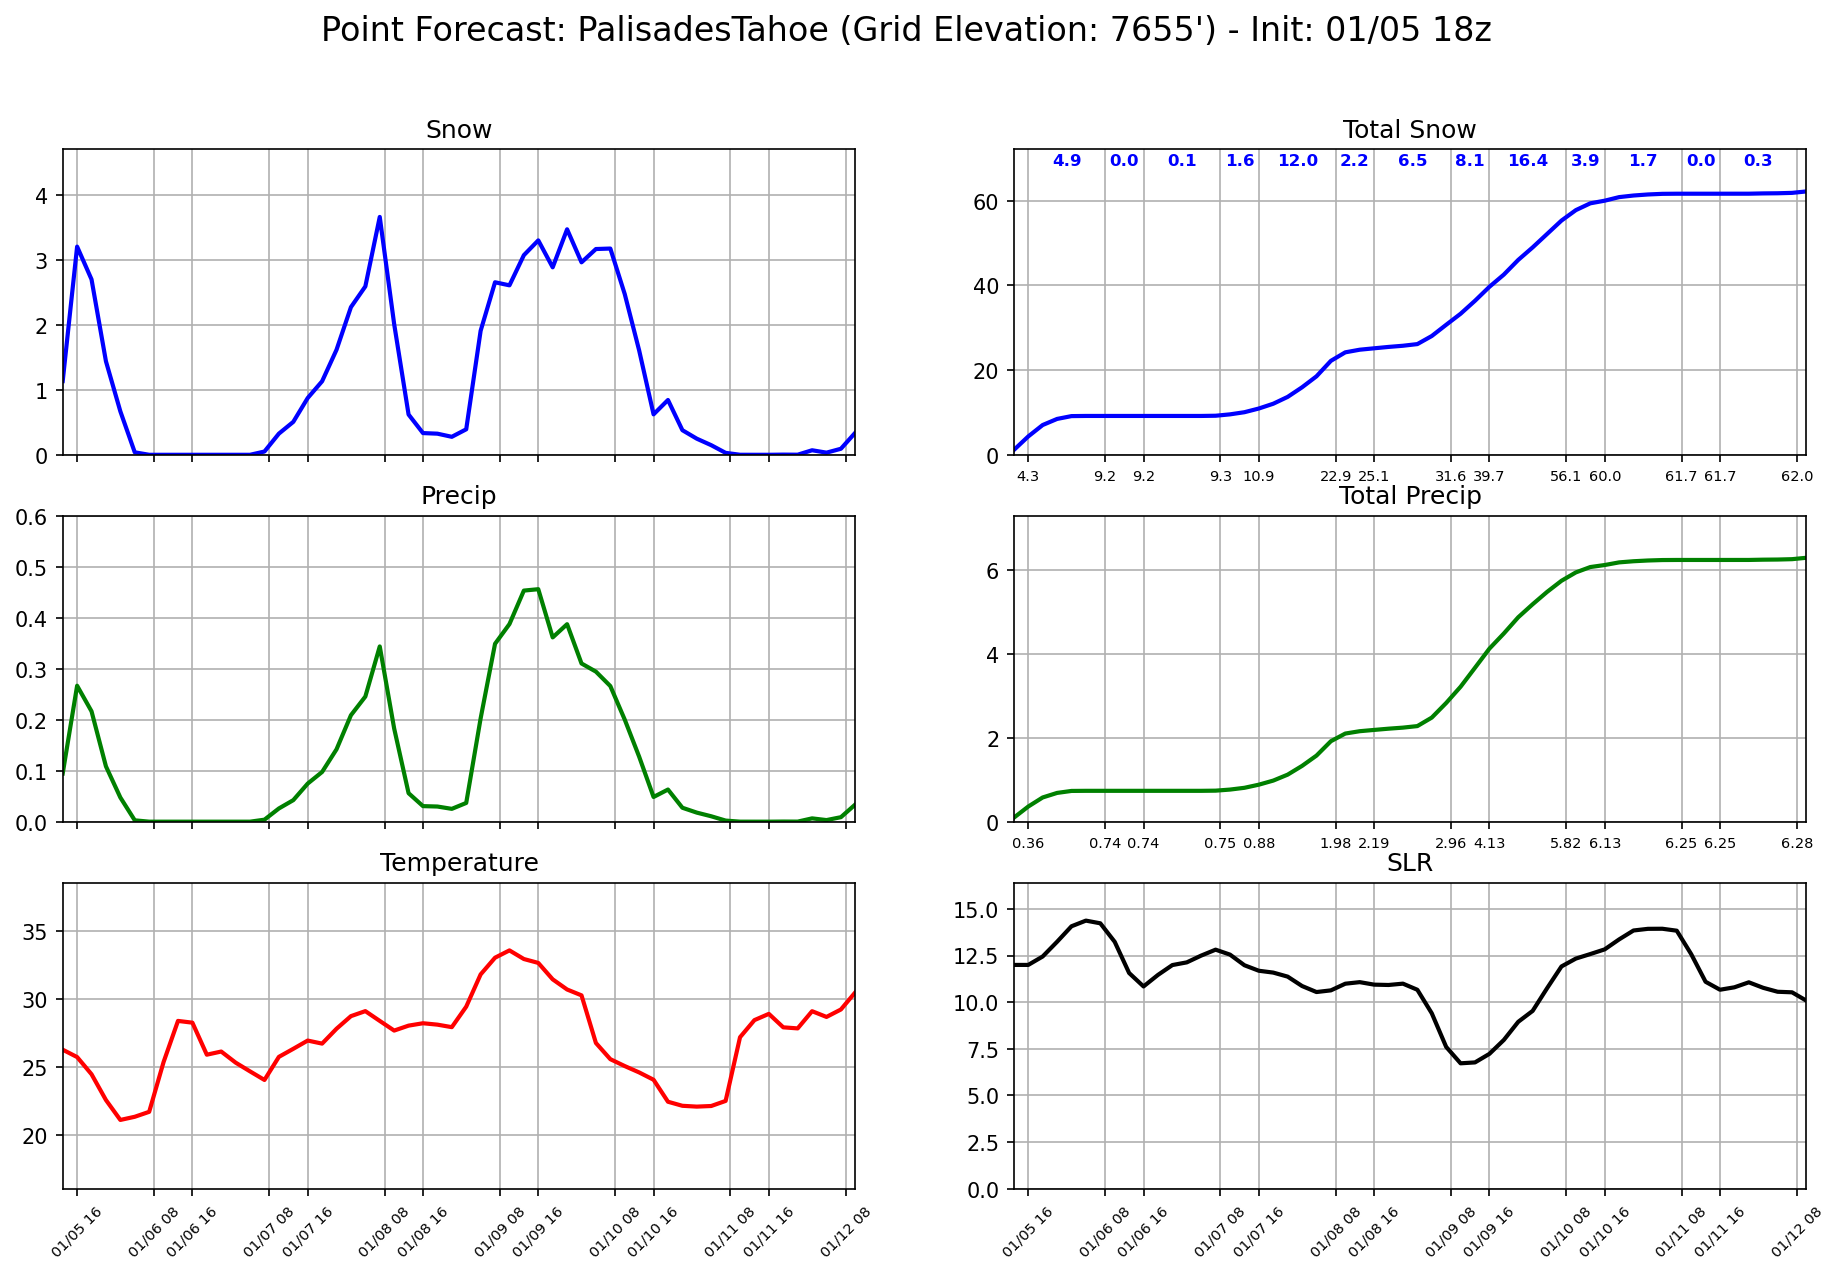 Point Forecast: PalisadesTahoe (Grid Elevation: 7655') - Init: 01/05 18z
Snow
4
3
2
1
0
Total Snow
4.9 0.0 0.1 1.6 12.0 2.2 6.5 8.1 16.4 3.9 1.7 0.0 0.3
60
40
20
0
4.3 9.2 9.2 9.3 10.9 22.9 25.1 31.6 39.7 56.1 60.0 61.7 61.7 62.0
Precip
0.6
0.5
0.4
0.3
0.2
0.1
0.0
Total Precip
6
4
2
0
0.36 0.74 0.74 0.75 0.88 1.98 2.19 2.96 4.13 5.82 6.13 6.25 6.25 6.28
Temperature
35
30
25
20
01/05 16 01/06 08 01/06 16 01/07 08 01/07 16 01/08 08 01/08 16 01/09 08 01/09 16 01/10 08 01/10 16 01/11 08 01/11 16 01/12 08
SLR
15.0
12.5
10.0
7.5
5.0
2.5
0.0
01/05 16 01/06 08 01/06 16 01/07 08 01/07 16 01/08 08 01/08 16 01/09 08 01/09 16 01/10 08 01/10 16 01/11 08 01/11 16 01/12 08